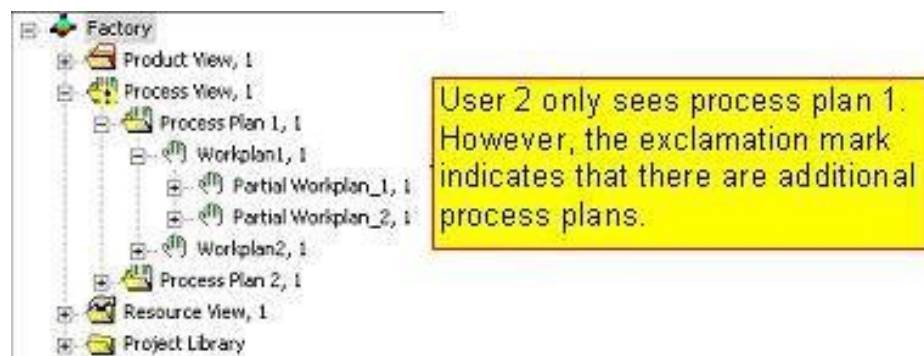 Factory
Product View, 1
Process View, 1
Process Plan 1, 1
Workplan1, 1
Partial Workplan_1, 1
Partial Workplan_2, 1
Workplan2, 1
Process Plan 2, 1
Resource View, 1
Project Library
User 2 only sees process plan 1.
However, the exclamation mark
indicates that there are additional
process plans.